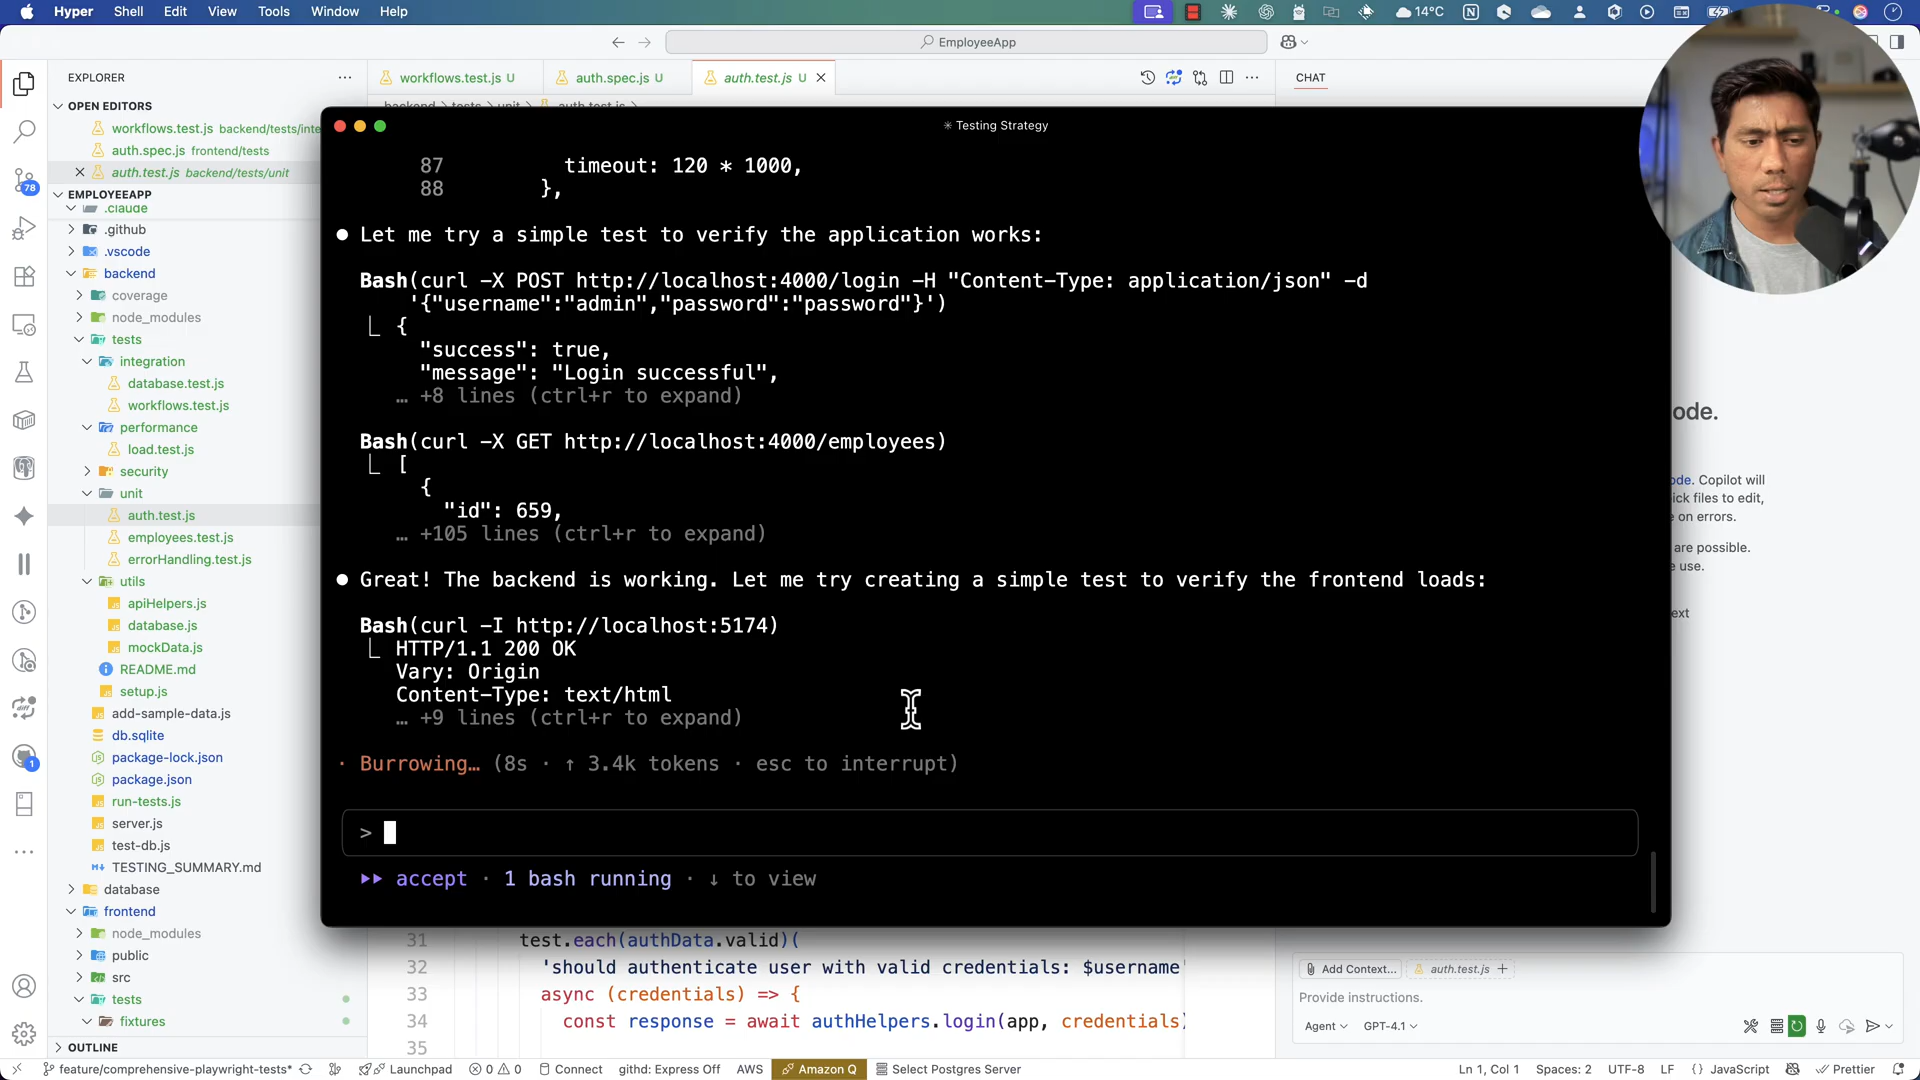 Hyper Shell Edit View Tools Window Help
14°C
EmployeeApp
EXPLORER
OPEN EDITORS
workflows.test.js backend/tests/inte
auth.spec.js frontend/tests
auth.test.js backend/tests/unit
EMPLOYEEAPP
.claude
.github
.vscode
backend
coverage
node_modules
tests
integration
database.test.js
workflows.test.js
performance
load.test.js
security
unit
auth.test.js
employees.test.js
errorHandling.test.js
utils
apiHelpers.js
database.js
mockData.js
README.md
setup.js
add-sample-data.js
db.sqlite
package-lock.json
package.json
run-tests.js
server.js
test-db.js
TESTING_SUMMARY.md
database
frontend
node_modules
public
src
tests
fixtures
OUTLINE
78
1
workflows.test.js U
auth.spec.js U
auth.test.js U
backend > tests > unit > auth.test.js >
✳ Testing Strategy
87 timeout: 120 * 1000,
88 },
● Let me try a simple test to verify the application works:
Bash(curl -X POST http://localhost:4000/login -H "Content-Type: application/json" -d
'{"username":"admin","password":"password"}')
⎿ {
"success": true,
"message": "Login successful",
… +8 lines (ctrl+r to expand)
Bash(curl -X GET http://localhost:4000/employees)
⎿ [
{
"id": 659,
… +105 lines (ctrl+r to expand)
● Great! The backend is working. Let me try creating a simple test to verify the frontend loads:
Bash(curl -I http://localhost:5174)
⎿ HTTP/1.1 200 OK
Vary: Origin
Content-Type: text/html
… +9 lines (ctrl+r to expand)
· Burrowing… (8s · ↑ 3.4k tokens · esc to interrupt)
>
▸▸ accept · 1 bash running · ↓ to view
31 test.each(authData.valid)(
32 'should authenticate user with valid credentials: $username'
33 async (credentials) => {
34 const response = await authHelpers.login(app, credentials)
35
CHAT
ode.
ode. Copilot will
ick files to edit,
e on errors.
are possible.
e use.
ext
Add Context...
auth.test.js +
Provide instructions.
Agent
GPT-4.1
feature/comprehensive-playwright-tests*
Launchpad
0 0
Connect
githd: Express Off
AWS
Amazon Q
Select Postgres Server
Ln 1, Col 1
Spaces: 2
UTF-8
LF
{} JavaScript
Prettier